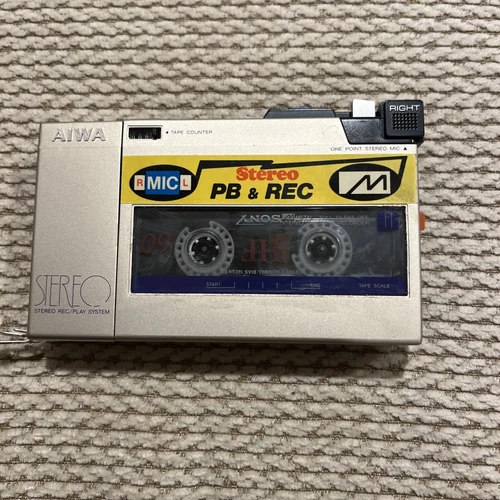 RIGHT
AIWA
◂ TAPE COUNTER
ONE POINT STEREO MIC ▲
R MIC L
Stereo
PB & REC
M
SONY
HF
START
END
TAPE SCALE
STEREO
STEREO REC/PLAY SYSTEM